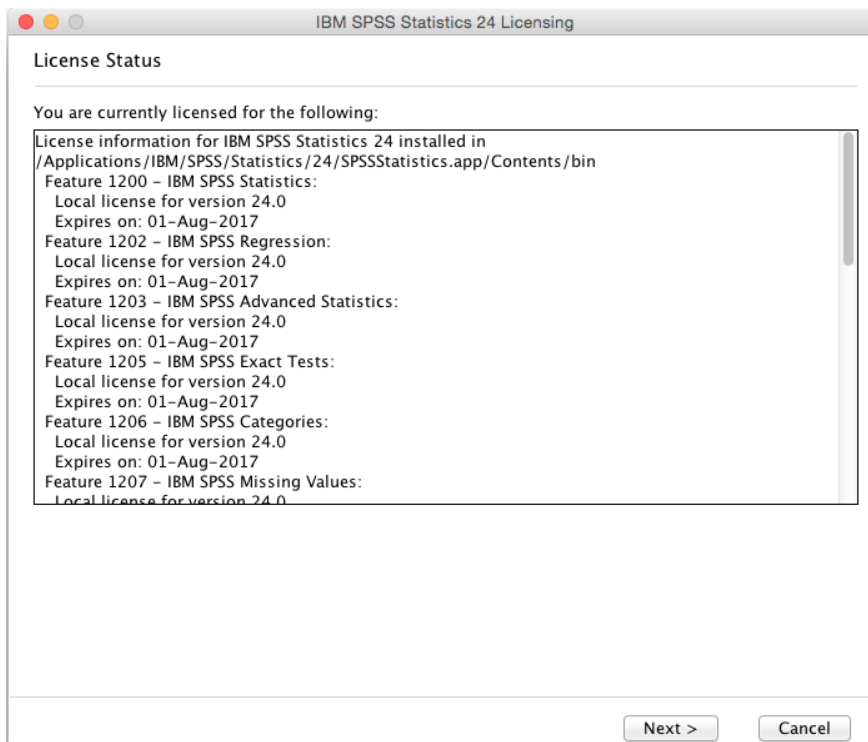 IBM SPSS Statistics 24 Licensing
License Status
You are currently licensed for the following:
License information for IBM SPSS Statistics 24 installed in
/Applications/IBM/SPSS/Statistics/24/SPSSStatistics.app/Contents/bin
Feature 1200 – IBM SPSS Statistics:
Local license for version 24.0
Expires on: 01–Aug–2017
Feature 1202 – IBM SPSS Regression:
Local license for version 24.0
Expires on: 01–Aug–2017
Feature 1203 – IBM SPSS Advanced Statistics:
Local license for version 24.0
Expires on: 01–Aug–2017
Feature 1205 – IBM SPSS Exact Tests:
Local license for version 24.0
Expires on: 01–Aug–2017
Feature 1206 – IBM SPSS Categories:
Local license for version 24.0
Expires on: 01–Aug–2017
Feature 1207 – IBM SPSS Missing Values:
Local license for version 24.0
Next >
Cancel